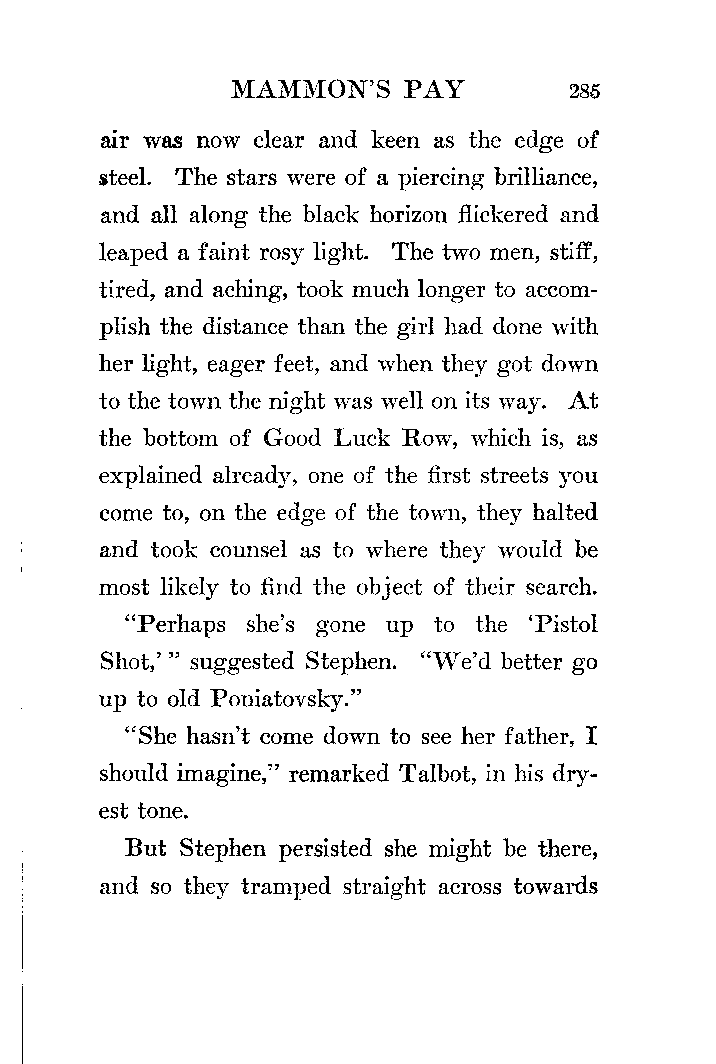 MAMMON'S PAY 285
air was now clear and keen as the edge of
steel. The stars were of a piercing brilliance,
and all along the black horizon flickered and
leaped a faint rosy light. The two men, stiff,
tired, and aching, took much longer to accom-
plish the distance than the girl had done with
her light, eager feet, and when they got down
to the town the night was well on its way. At
the bottom of Good Luck Row, which is, as
explained already, one of the first streets you
come to, on the edge of the town, they halted
and took counsel as to where they would be
most likely to find the object of their search.
“Perhaps she’s gone up to the ‘Pistol
Shot,’ ” suggested Stephen. “We’d better go
up to old Poniatovsky.”
“She hasn’t come down to see her father, I
should imagine,” remarked Talbot, in his dry-
est tone.
But Stephen persisted she might be there,
and so they tramped straight across towards